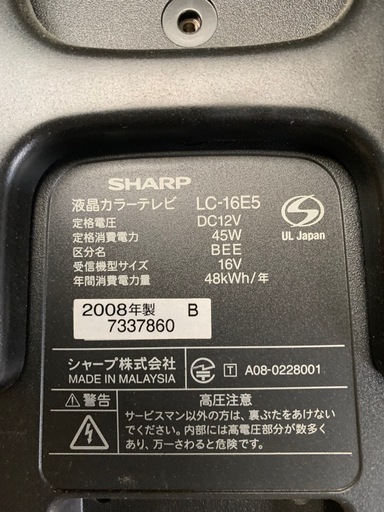 SHARP
液晶カラーテレビ LC-16E5
定格電圧 DC12V
定格消費電力 45W
区分名 BEE
受信機型サイズ 16V
年間消費電力量 48kWh/年
UL Japan
2008年製 B
7337860
シャープ株式会社
MADE IN MALAYSIA
T A08-0228001
警告 高圧注意
サービスマン以外の方は、裏ぶたをあけない
でください。内部には高電圧部分が数多く
あり、万一さわると危険です。